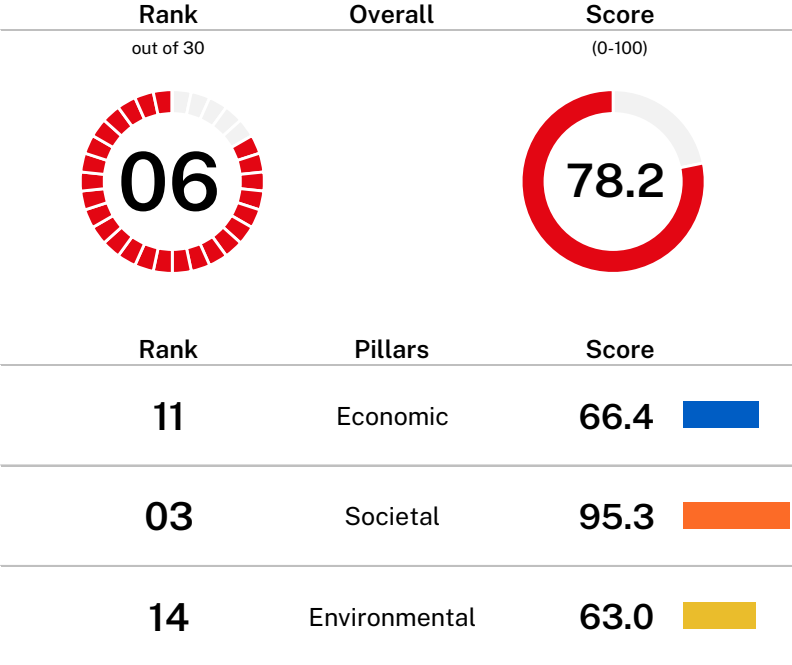 Rank Overall Score
out of 30 (0-100)
06 78.2
Rank Pillars Score
11 Economic 66.4
03 Societal 95.3
14 Environmental 63.0